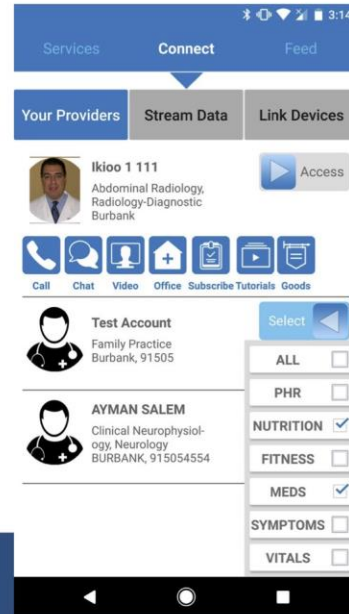 3:14
Services Connect Feed
Your Providers Stream Data Link Devices
Ikioo 1 111
Abdominal Radiology,
Radiology-Diagnostic
Burbank
Access
Call Chat Video Office Subscribe Tutorials Goods
Test Account
Family Practice
Burbank, 91505
Select
ALL
PHR
NUTRITION
FITNESS
MEDS
SYMPTOMS
VITALS
AYMAN SALEM
Clinical Neurophysiol-
ogy, Neurology
BURBANK, 915054554